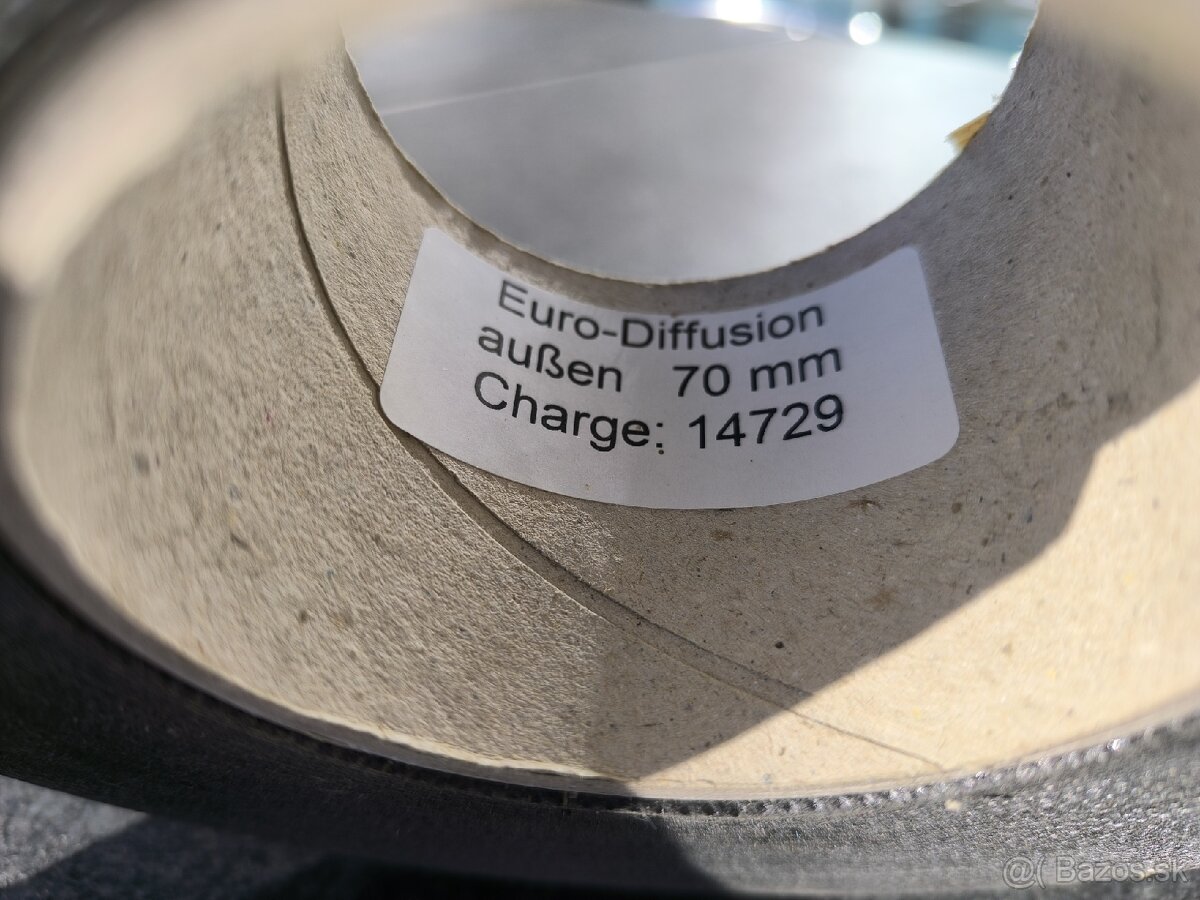 Euro-Diffusion
außen 70 mm
Charge: 14729
@( Bazos.sk